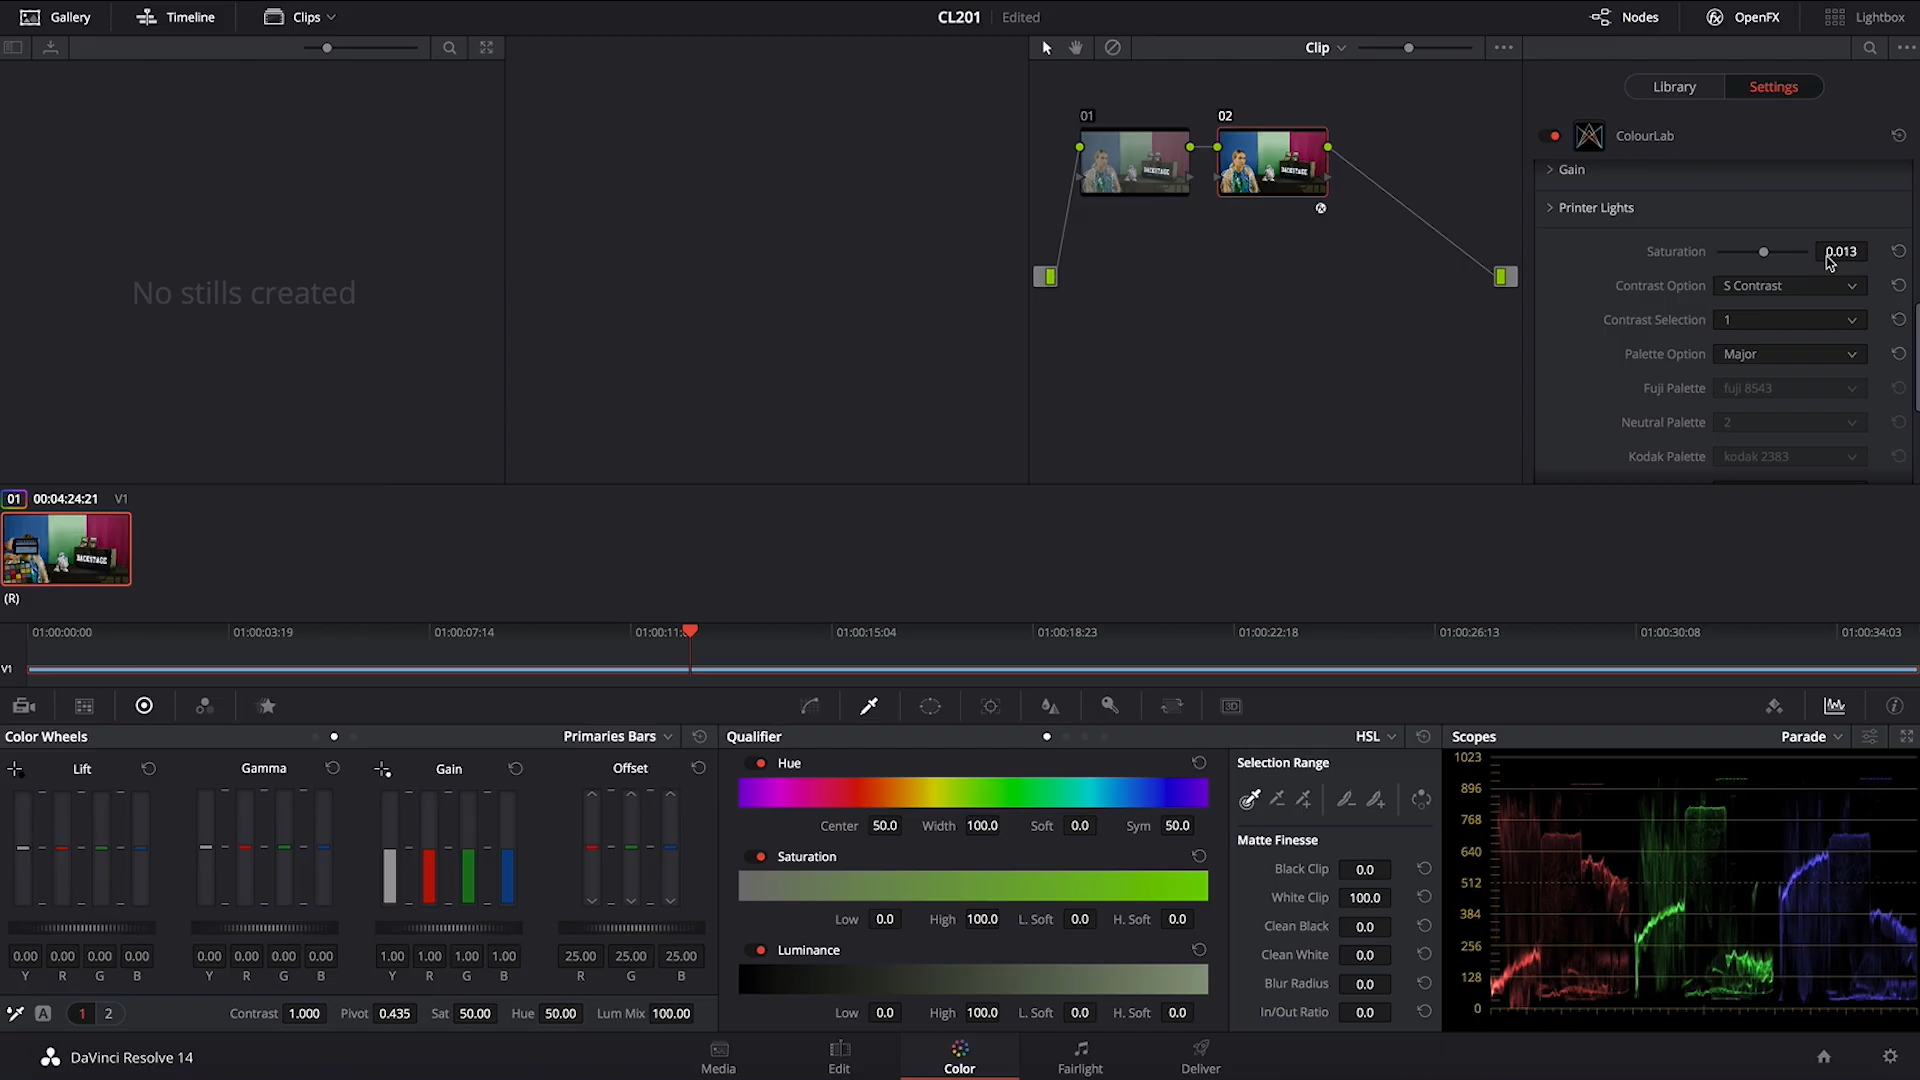 Gallery
Timeline
Clips
CL201
Edited
Nodes
OpenFX
Lightbox
Clip
Library
Settings
ColourLab
Gain
Printer Lights
Saturation 0.013
Contrast Option S Contrast
Contrast Selection 1
Palette Option Major
Fuji Palette fuji 8543
Neutral Palette 2
Kodak Palette kodak 2383
01
02
BACKSTAGE
BACKSTAGE
No stills created
01 00:04:24:21 V1
BACKSTAGE
(R)
01:00:00:00 01:00:03:19 01:00:07:14 01:00:11: 01:00:15:04 01:00:18:23 01:00:22:18 01:00:26:13 01:00:30:08 01:00:34:03
V1
3D
Color Wheels
Primaries Bars
Lift Gamma Gain Offset
0.00 0.00 0.00 0.00 0.00 0.00 0.00 0.00 1.00 1.00 1.00 1.00 25.00 25.00 25.00
Y R G B Y R G B Y R G B R G B
A 1 2 Contrast 1.000 Pivot 0.435 Sat 50.00 Hue 50.00 Lum Mix 100.00
Qualifier
HSL
Hue
Center 50.0 Width 100.0 Soft 0.0 Sym 50.0
Saturation
Low 0.0 High 100.0 L. Soft 0.0 H. Soft 0.0
Luminance
Low 0.0 High 100.0 L. Soft 0.0 H. Soft 0.0
Selection Range
Matte Finesse
Black Clip 0.0
White Clip 100.0
Clean Black 0.0
Clean White 0.0
Blur Radius 0.0
In/Out Ratio 0.0
Scopes
Parade
1023
896
768
640
512
384
256
128
0
DaVinci Resolve 14
Media
Edit
Color
Fairlight
Deliver